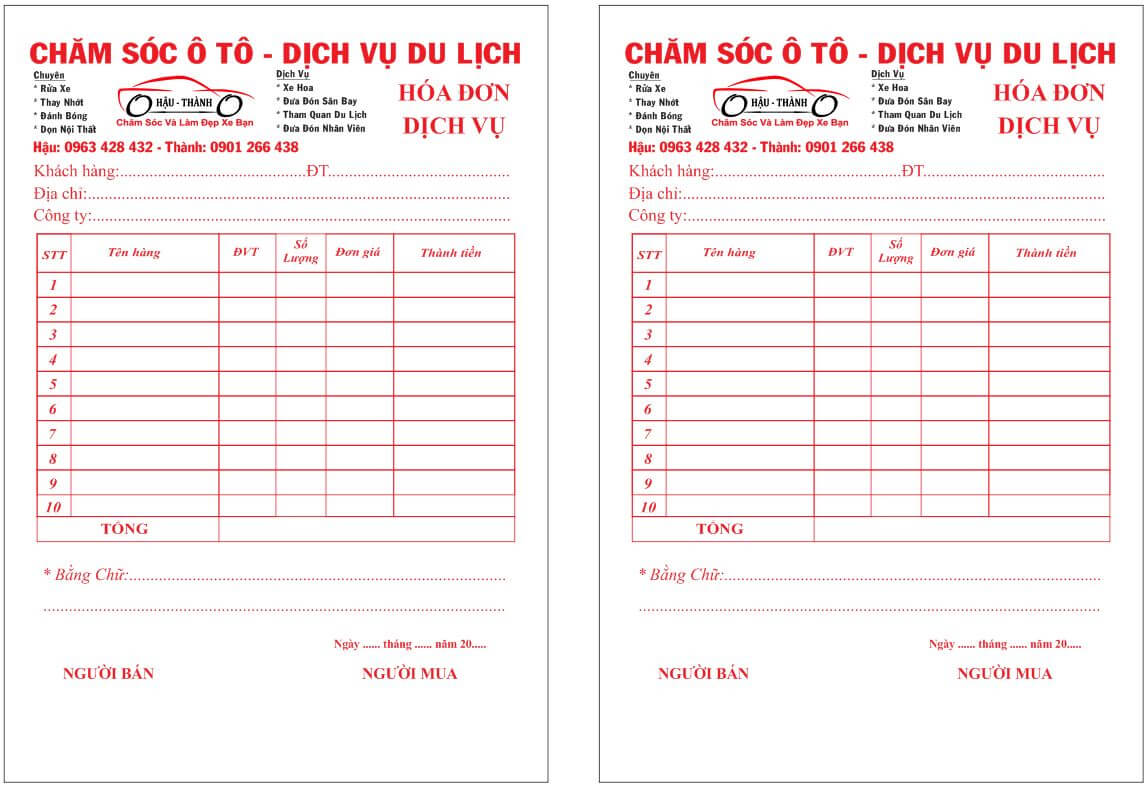 CHĂM SÓC Ô TÔ - DỊCH VỤ DU LỊCH
Chuyên
* Rửa Xe
* Thay Nhớt
* Đánh Bóng
* Dọn Nội Thất
HẬU - THÀNH
Chăm Sóc Và Làm Đẹp Xe Bạn
Dịch Vụ
* Xe Hoa
* Đưa Đón Sân Bay
* Tham Quan Du Lịch
* Đưa Đón Nhân Viên
HÓA ĐƠN
DỊCH VỤ
Hậu: 0963 428 432 - Thành: 0901 266 438
Khách hàng:.................................ĐT.................................
Địa chỉ:................................................................
Công ty:................................................................
STT Tên hàng ĐVT Số Lượng Đơn giá Thành tiền
1
2
3
4
5
6
7
8
9
10
TỔNG
* Bằng Chữ:................................................................
................................................................
Ngày ...... tháng ...... năm 20.....
NGƯỜI BÁN NGƯỜI MUA
CHĂM SÓC Ô TÔ - DỊCH VỤ DU LỊCH
Chuyên
* Rửa Xe
* Thay Nhớt
* Đánh Bóng
* Dọn Nội Thất
HẬU - THÀNH
Chăm Sóc Và Làm Đẹp Xe Bạn
Dịch Vụ
* Xe Hoa
* Đưa Đón Sân Bay
* Tham Quan Du Lịch
* Đưa Đón Nhân Viên
HÓA ĐƠN
DỊCH VỤ
Hậu: 0963 428 432 - Thành: 0901 266 438
Khách hàng:.................................ĐT.................................
Địa chỉ:................................................................
Công ty:................................................................
STT Tên hàng ĐVT Số Lượng Đơn giá Thành tiền
1
2
3
4
5
6
7
8
9
10
TỔNG
* Bằng Chữ:................................................................
................................................................
Ngày ...... tháng ...... năm 20.....
NGƯỜI BÁN NGƯỜI MUA